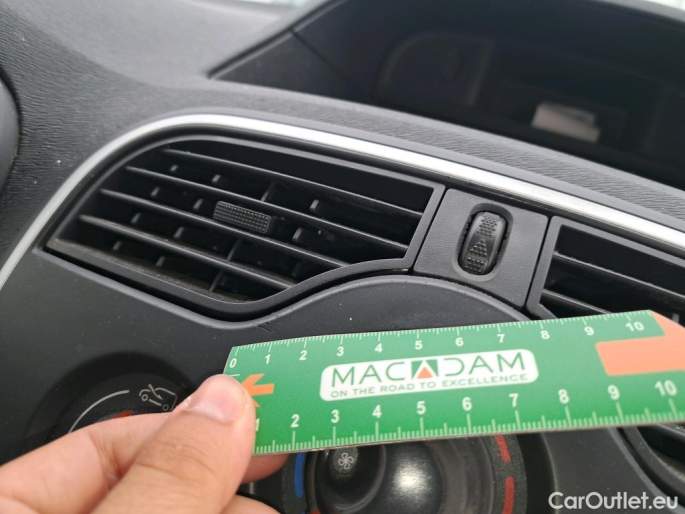 0 1 2 3 4 5 6 7 8 9 10
MACADAM
ON THE ROAD TO EXCELLENCE
1 2 3 4 5 6 7 8 9 10
CarOutlet.eu